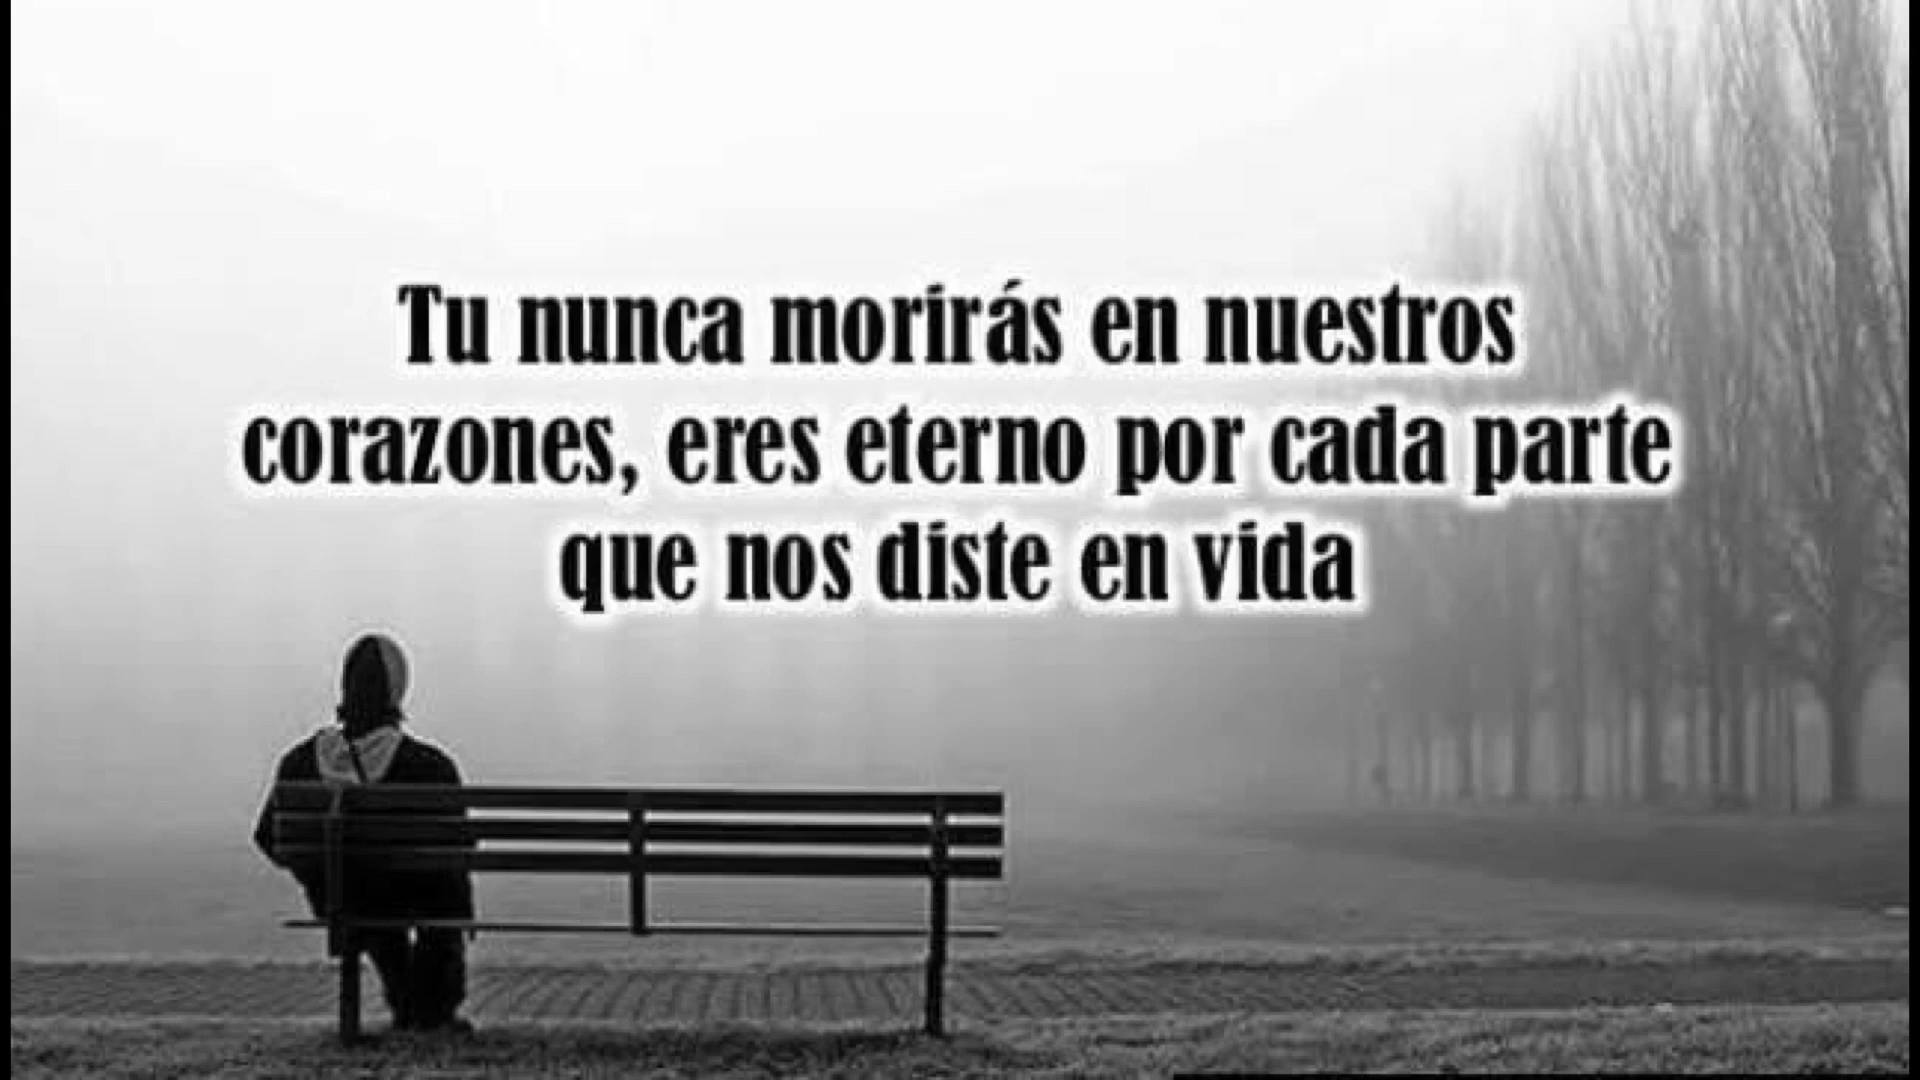 Tu nunca morirás en nuestros
corazones, eres eterno por cada parte
que nos diste en vida